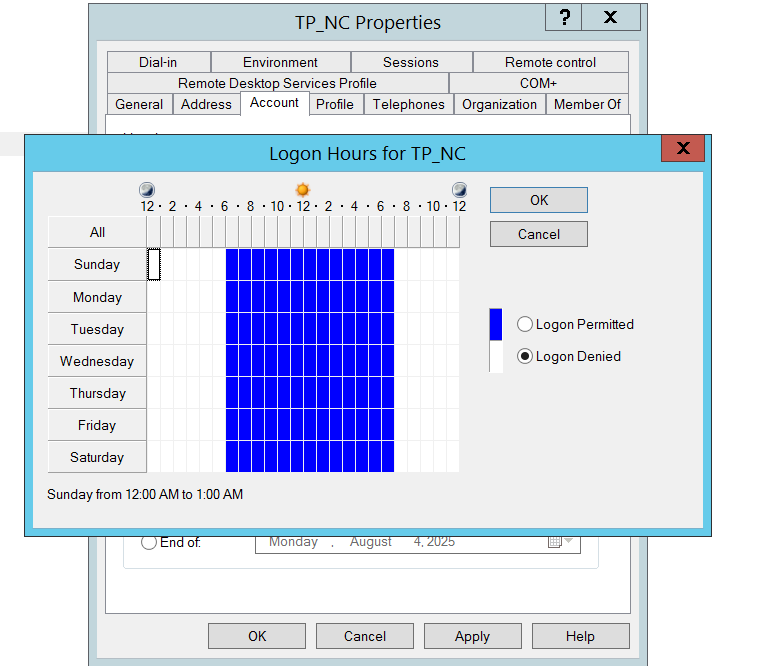 TP_NC Properties
? X
Dial-in Environment Sessions Remote control
Remote Desktop Services Profile COM+
General Address Account Profile Telephones Organization Member Of
Logon Hours for TP_NC X
12 · 2 · 4 · 6 · 8 · 10 · 12 · 2 · 4 · 6 · 8 · 10 · 12
OK
Cancel
All
Sunday
Monday
Tuesday
Wednesday
Thursday
Friday
Saturday
Logon Permitted
Logon Denied
Sunday from 12:00 AM to 1:00 AM
End of: Monday , August 4, 2025
OK Cancel Apply Help